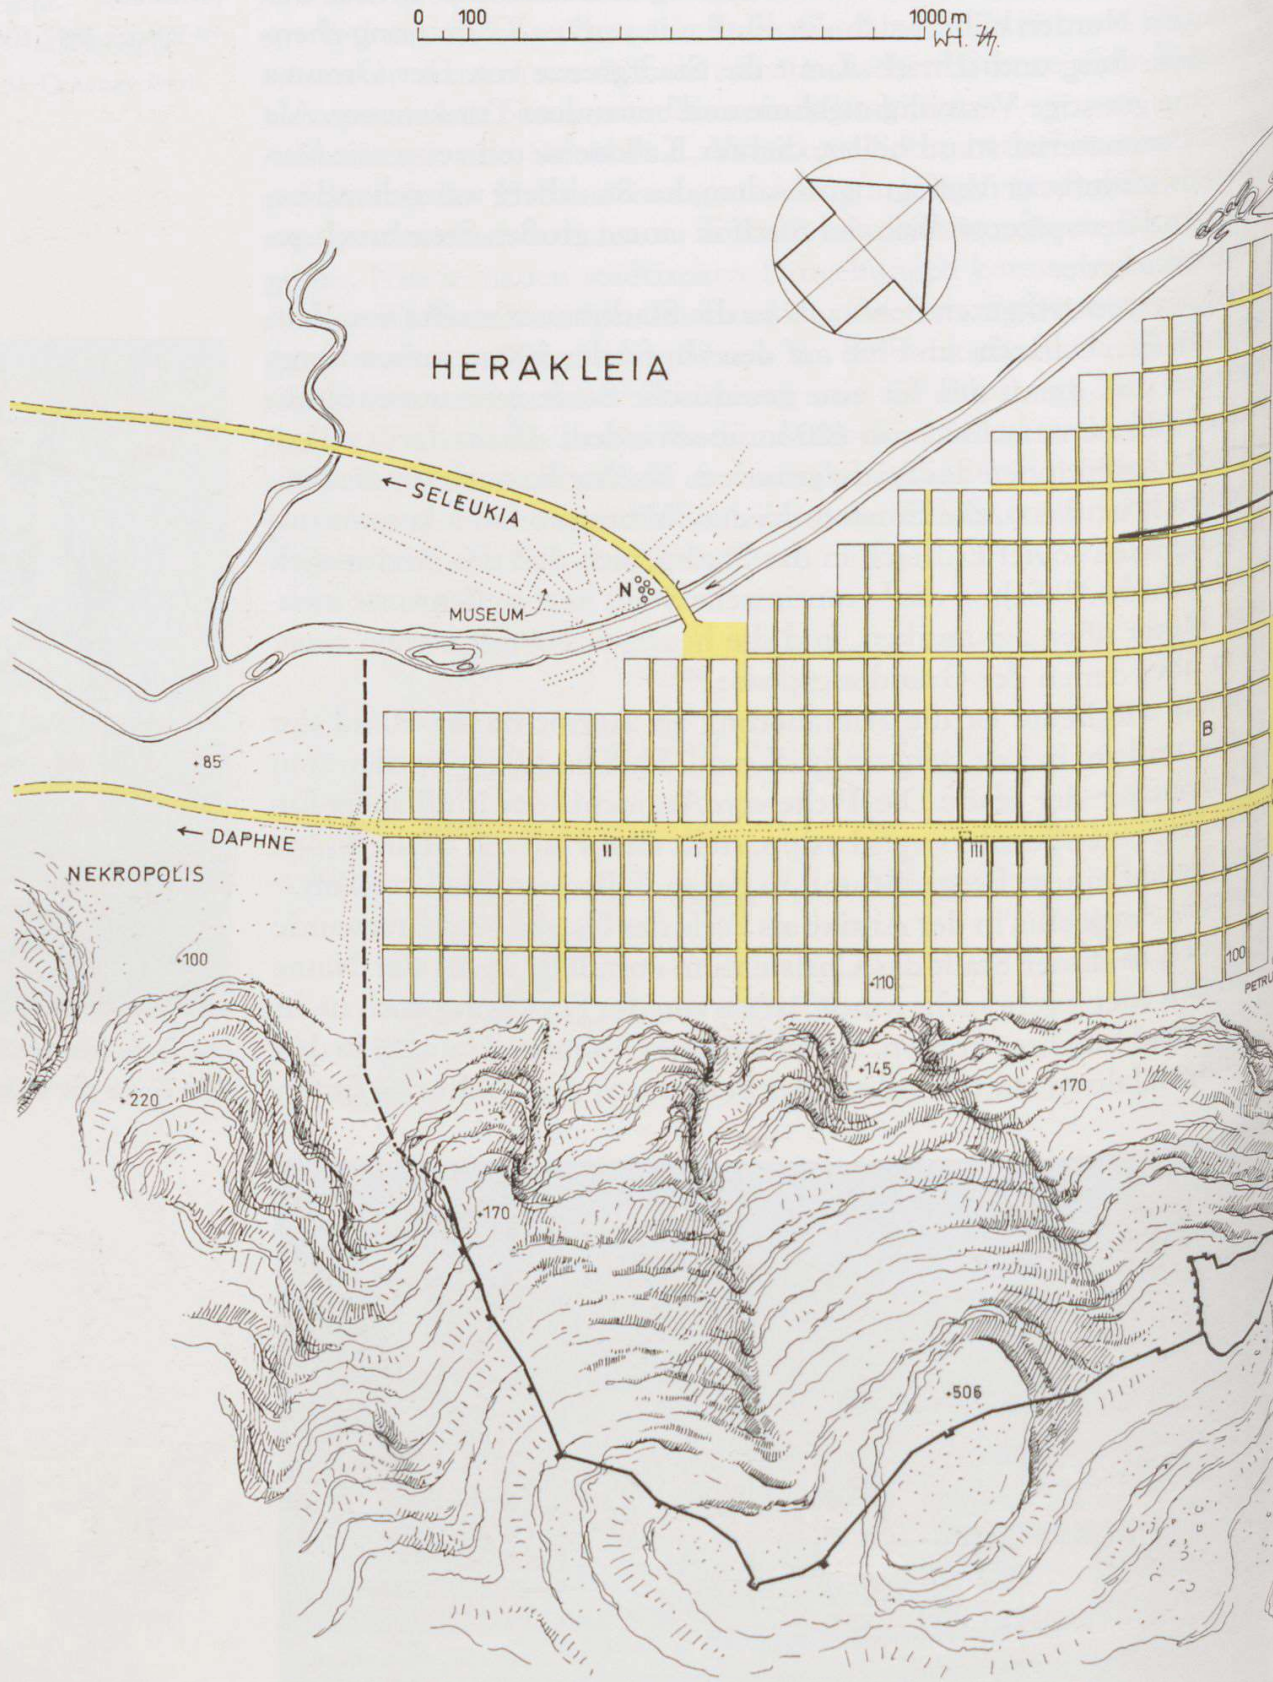 0 100 1000 m
WH.
HERAKLEIA
← SELEUKIA
N
MUSEUM
B
+85
← DAPHNE
II I III
NEKROPOLIS
+100
100
+110
PETRU
+145
+170
+220
+170
+506